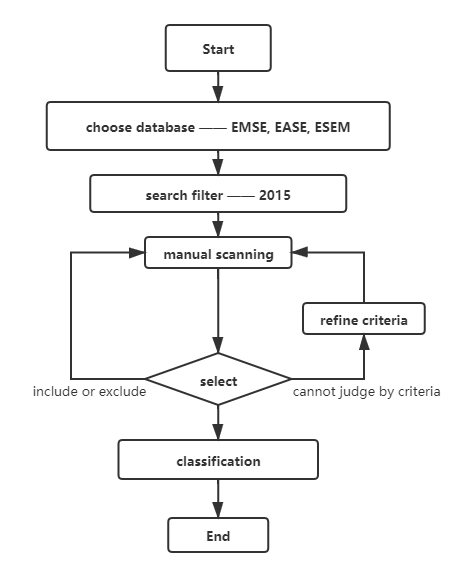 Start
choose database —— EMSE, EASE, ESEM
search filter —— 2015
manual scanning
refine criteria
select
include or exclude
cannot judge by criteria
classification
End